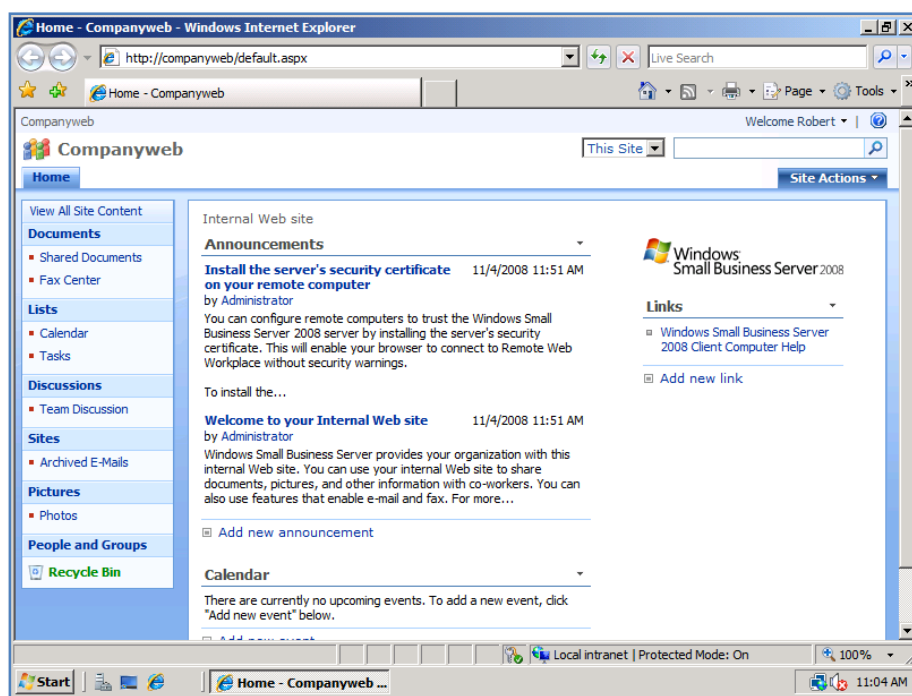 Home - Companyweb - Windows Internet Explorer
http://companyweb/default.aspx
Live Search
Home - Companyweb
Page
Tools
»
Companyweb
Welcome Robert
Companyweb
This Site
Home
Site Actions
View All Site Content
Documents
Shared Documents
Fax Center
Lists
Calendar
Tasks
Discussions
Team Discussion
Sites
Archived E-Mails
Pictures
Photos
People and Groups
Recycle Bin
Internal Web site
Announcements
Install the server's security certificate 11/4/2008 11:51 AM
on your remote computer
by Administrator
You can configure remote computers to trust the Windows Small
Business Server 2008 server by installing the server's security
certificate. This will enable your browser to connect to Remote Web
Workplace without security warnings.
To install the...
Welcome to your Internal Web site 11/4/2008 11:51 AM
by Administrator
Windows Small Business Server provides your organization with this
internal Web site. You can use your internal Web site to share
documents, pictures, and other information with co-workers. You can
also use features that enable e-mail and fax. For more...
Add new announcement
Calendar
There are currently no upcoming events. To add a new event, click
"Add new event" below.
Add new event
Windows
Small Business Server 2008
Links
Windows Small Business Server
2008 Client Computer Help
Add new link
Local intranet | Protected Mode: On
100%
Start
Home - Companyweb ...
11:04 AM